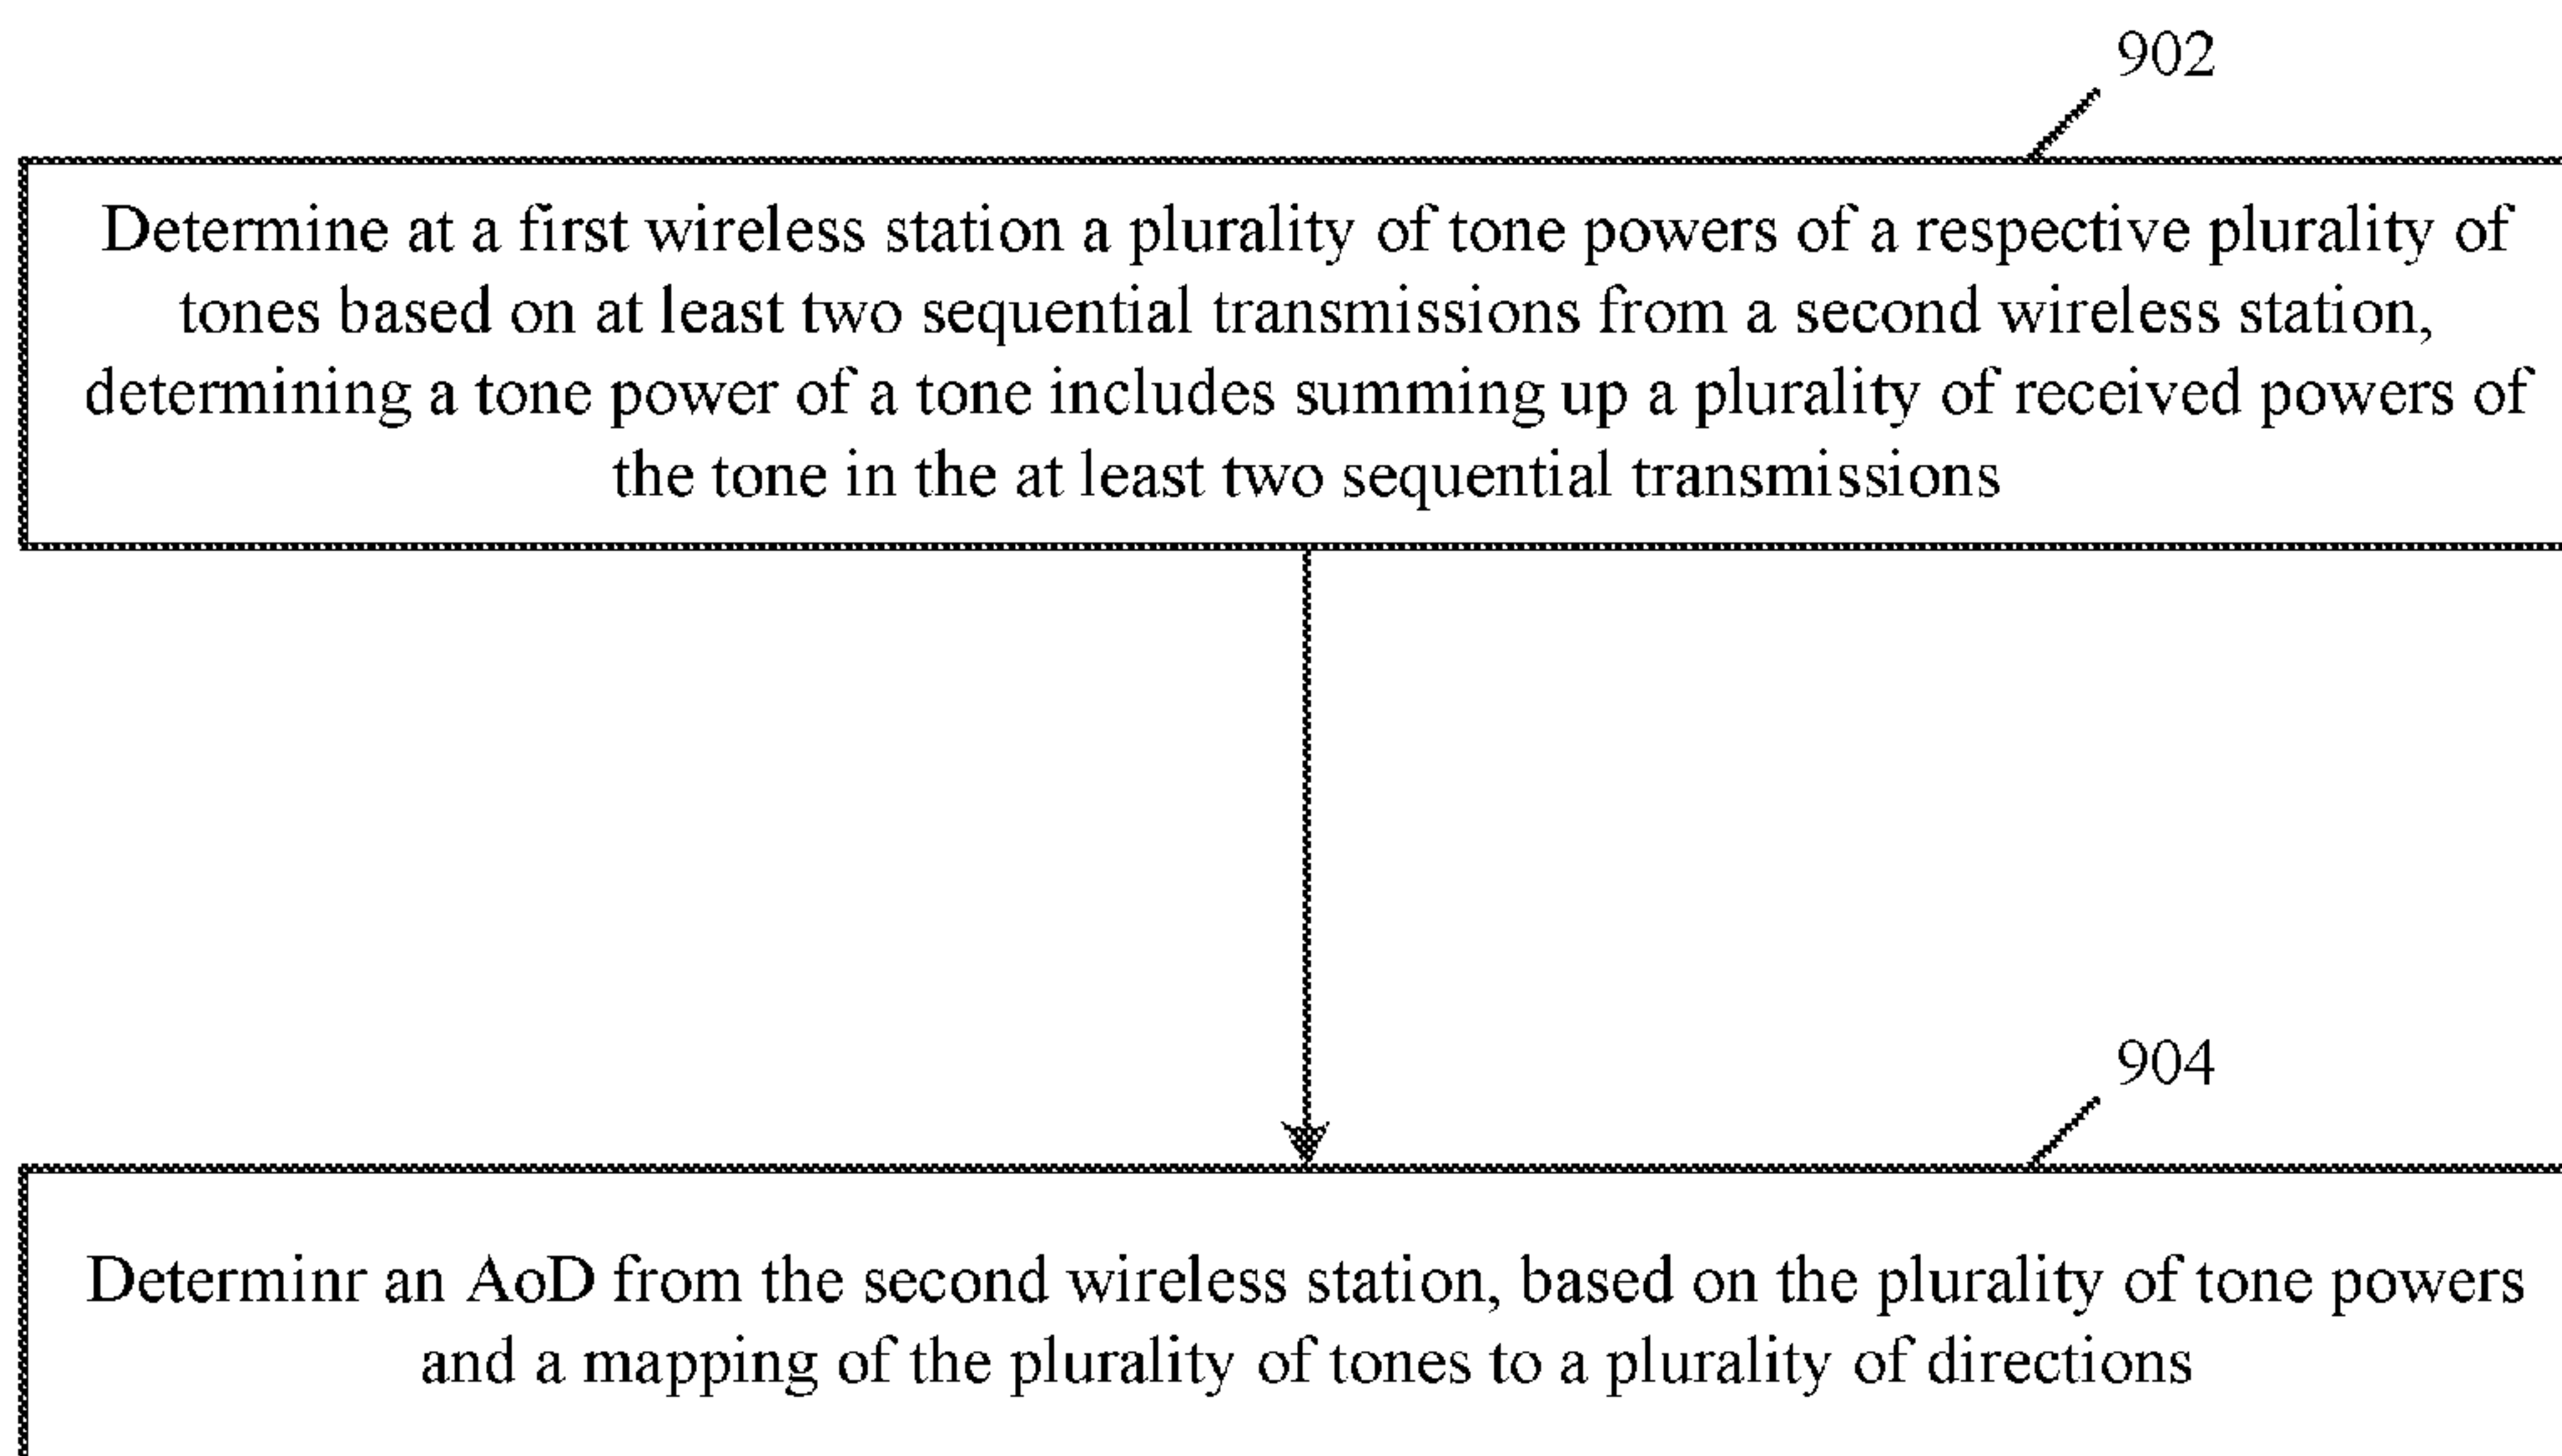 902
Determine at a first wireless station a plurality of tone powers of a respective plurality of
tones based on at least two sequential transmissions from a second wireless station,
determining a tone power of a tone includes summing up a plurality of received powers of
the tone in the at least two sequential transmissions
904
Determinr an AoD from the second wireless station, based on the plurality of tone powers
and a mapping of the plurality of tones to a plurality of directions